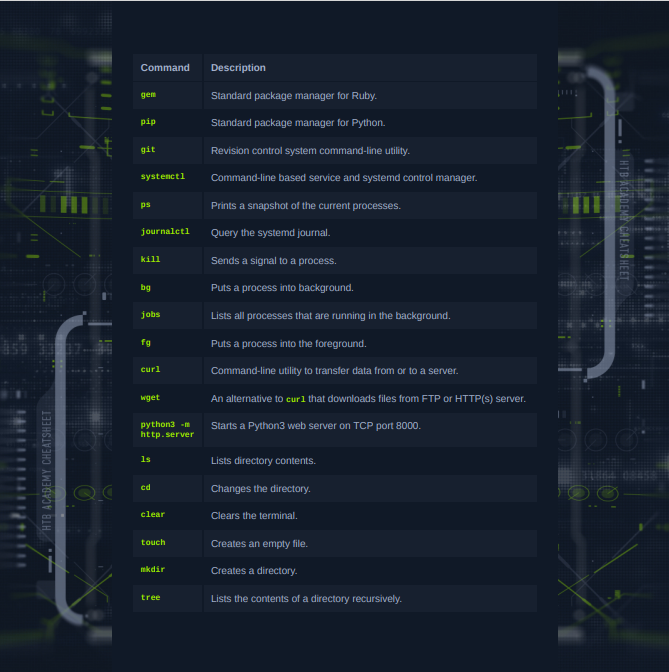 Command Description
gem Standard package manager for Ruby.
pip Standard package manager for Python.
git Revision control system command-line utility.
systemctl Command-line based service and systemd control manager.
ps Prints a snapshot of the current processes.
journalctl Query the systemd journal.
kill Sends a signal to a process.
bg Puts a process into background.
jobs Lists all processes that are running in the background.
fg Puts a process into the foreground.
curl Command-line utility to transfer data from or to a server.
wget An alternative to curl that downloads files from FTP or HTTP(s) server.
python3 -m Starts a Python3 web server on TCP port 8000.
http.server
ls Lists directory contents.
cd Changes the directory.
clear Clears the terminal.
touch Creates an empty file.
mkdir Creates a directory.
tree Lists the contents of a directory recursively.
HTB ACADEMY CHEATSHEET
HTB ACADEMY CHEATSHEET